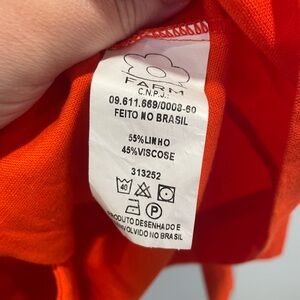 FARM
C.N.P.J.:
09.611.669/0008-60
FEITO NO BRASIL
55%LINHO
45%VISCOSE
313252
40
P
PRODUTO DESENHADO E
DESENVOLVIDO NO BRASIL